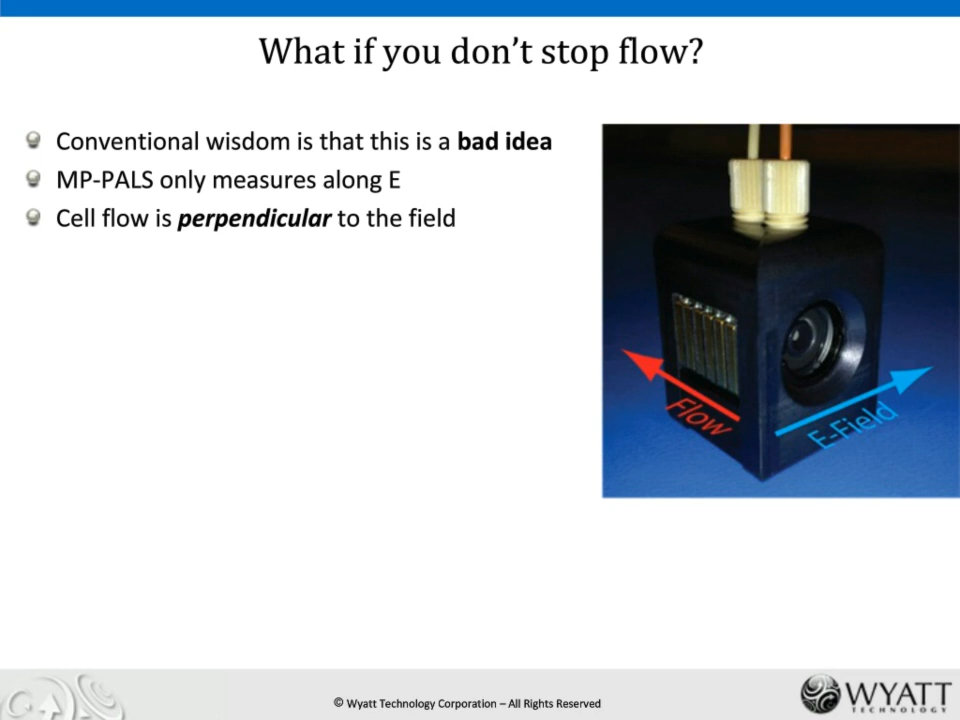 What if you don't stop flow?
Conventional wisdom is that this is a bad idea
MP-PALS only measures along E
Cell flow is perpendicular to the field
Flow
E-Field
© Wyatt Technology Corporation – All Rights Reserved
WYATT
TECHNOLOGY